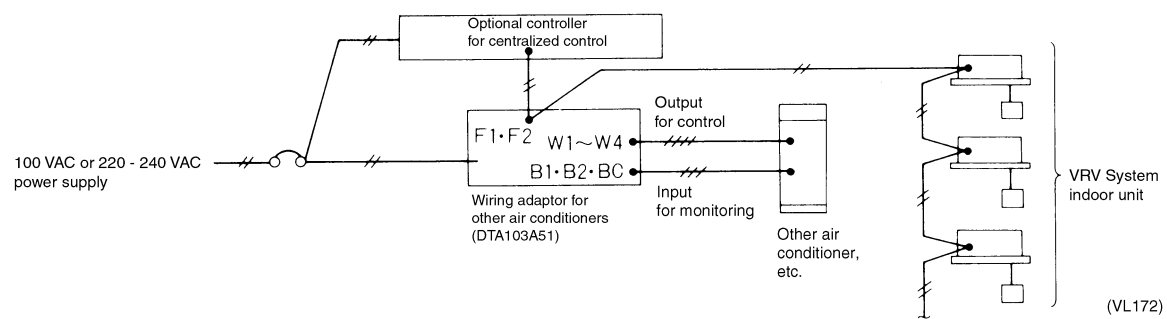 Optional controller
for centralized control
Output
for control
F1・F2
W1～W4
B1・B2・BC
100 VAC or 220 - 240 VAC
power supply
Wiring adaptor for
other air conditioners
(DTA103A51)
Input
for monitoring
Other air
conditioner,
etc.
VRV System
indoor unit
(VL172)